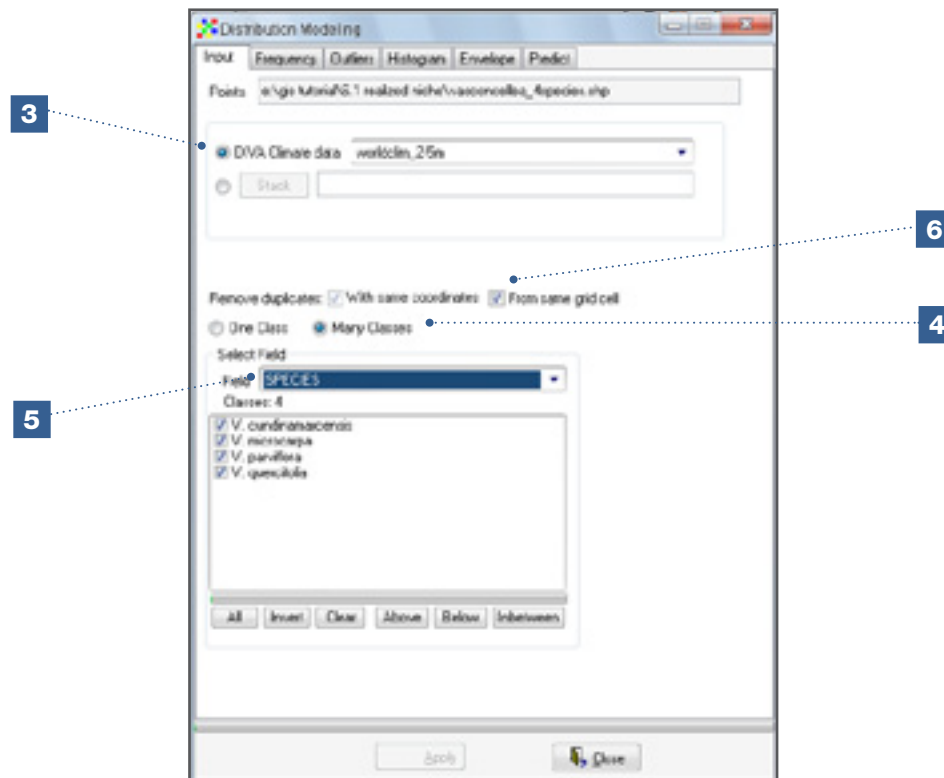 Distribution Modeling
Input Frequency Outliers Histogram Envelope Predict
Points
3
DIVA Climate data worldclim_2-5m
Stack
6
Remove duplicates: With same coordinates From same grid cell
One Class Many Classes
4
Select Field
Field SPECIES
5
Classes: 4
V. cundinamarcensis
V. microcarpa
V. parviflora
V. quercifolia
All Invert Clear Above Below Inbetween
Apply Close